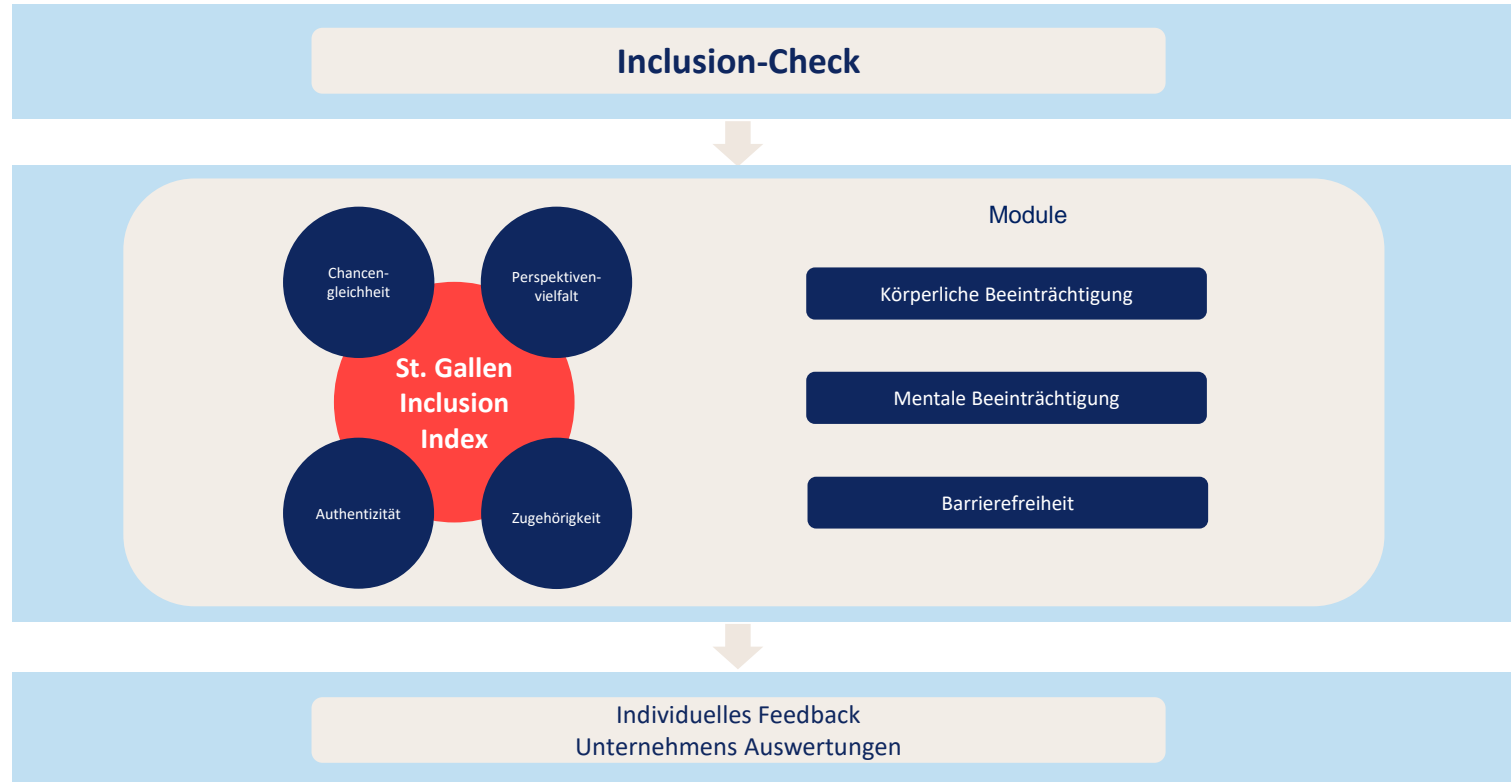 Inclusion-Check
Chancen-
gleichheit
Perspektiven-
vielfalt
St. Gallen
Inclusion
Index
Authentizität
Zugehörigkeit
Module
Körperliche Beeinträchtigung
Mentale Beeinträchtigung
Barrierefreiheit
Individuelles Feedback
Unternehmens Auswertungen